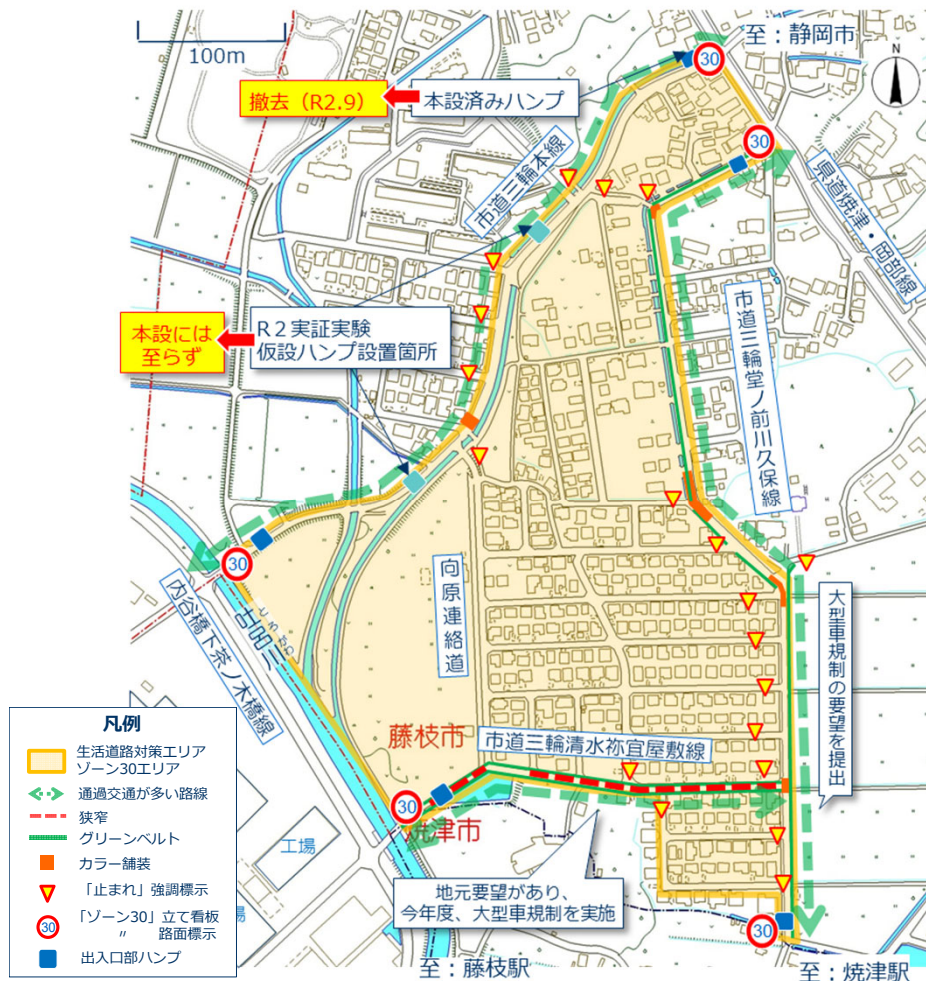 100m
至：静岡市
N
30
撤去（R2.9）
本設済みハンプ
30
市道三輪本線
県道焼津・岡部線
R２実証実験
仮設ハンプ設置箇所
本設には
至らず
市道三輪堂ノ前川久保線
30
向原連絡道
内谷橋下茶ノ木橋線
古田川
大型車規制の要望を提出
凡例
生活道路対策エリア
ゾーン30エリア
通過交通が多い路線
狭窄
グリーンベルト
カラー舗装
「止まれ」強調標示
30
「ゾーン30」立て看板
〃　路面標示
出入口部ハンプ
藤枝市
市道三輪清水祢宜屋敷線
30
焼津市
工場
場
地元要望があり、
今年度、大型車規制を実施
30
至：藤枝駅
至：焼津駅